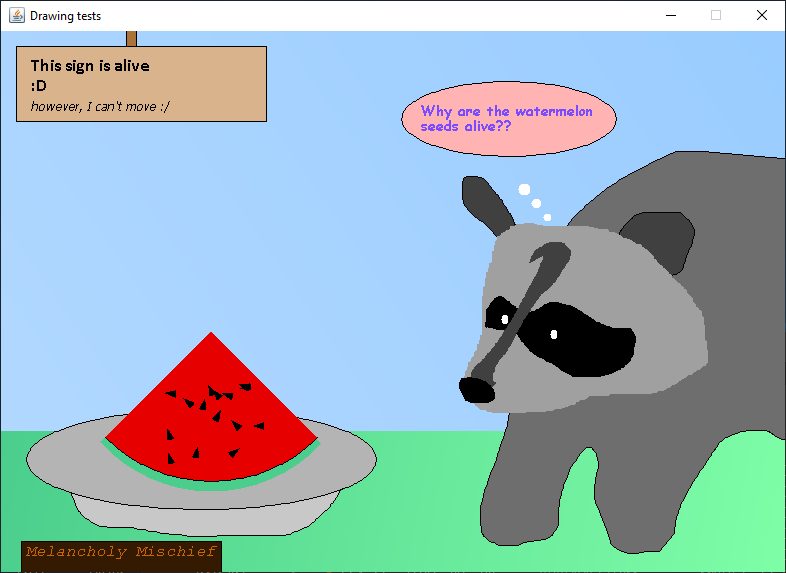 Drawing tests
This sign is alive
:D
however, I can't move :/
Why are the watermelon
seeds alive??
Melancholy Mischief